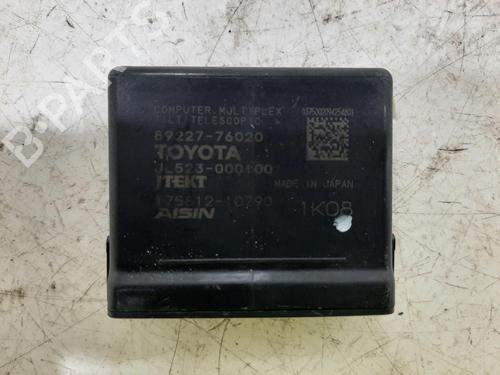 COMPUTER, MULTIPLEX
TILT/TELESCOPIC
89227-76020
TOYOTA
JL523-000100
JTEKT
MADE IN JAPAN
175612-10790
AISIN
1K08
B-PARTS